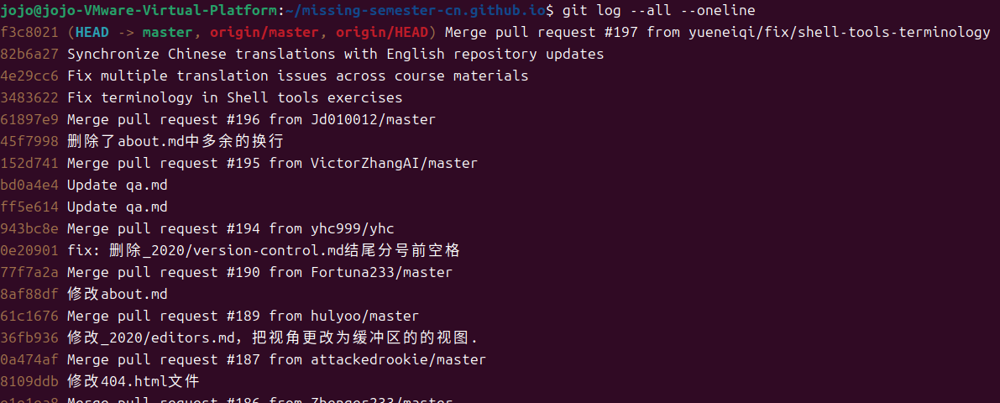 jojo@jojo-VMware-Virtual-Platform:~/missing-semester-cn.github.io$ git log --all --oneline
f3c8021 (HEAD -> master, origin/master, origin/HEAD) Merge pull request #197 from yueneiqi/fix/shell-tools-terminology
82b6a27 Synchronize Chinese translations with English repository updates
4e29cc6 Fix multiple translation issues across course materials
3483622 Fix terminology in Shell tools exercises
61897e9 Merge pull request #196 from Jd010012/master
45f7998 删除了about.md中多余的换行
152d741 Merge pull request #195 from VictorZhangAI/master
bd0a4e4 Update qa.md
ff5e614 Update qa.md
943bc8e Merge pull request #194 from yhc999/yhc
0e20901 fix: 删除_2020/version-control.md结尾分号前空格
77f7a2a Merge pull request #190 from Fortuna233/master
8af88df 修改about.md
61c1676 Merge pull request #189 from hulyoo/master
36fb936 修改_2020/editors.md，把视角更改为缓冲区的的视图.
0a474af Merge pull request #187 from attackedrookie/master
8109ddb 修改404.html文件
Merge pull request #186 from